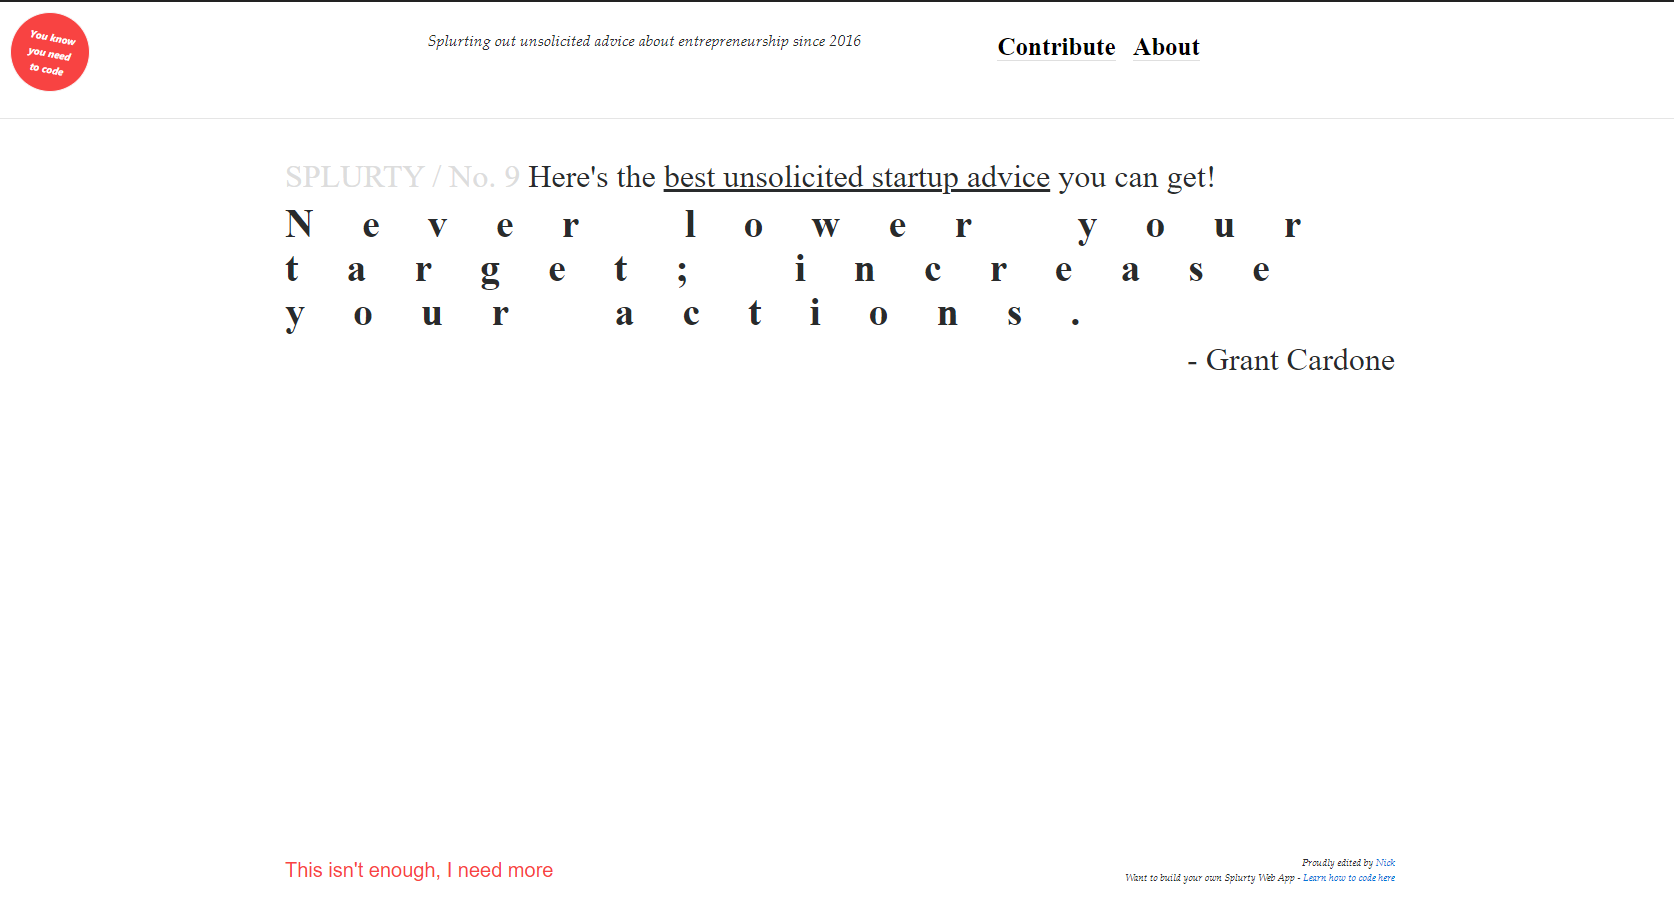 You know
you need
to code
Splurting out unsolicited advice about entrepreneurship since 2016
Contribute About
SPLURTY / No. 9 Here's the best unsolicited startup advice you can get!
Never lower your
target; increase
your actions.
- Grant Cardone
This isn't enough, I need more
Proudly edited by Nick
Want to build your own Splurty Web App - Learn how to code here